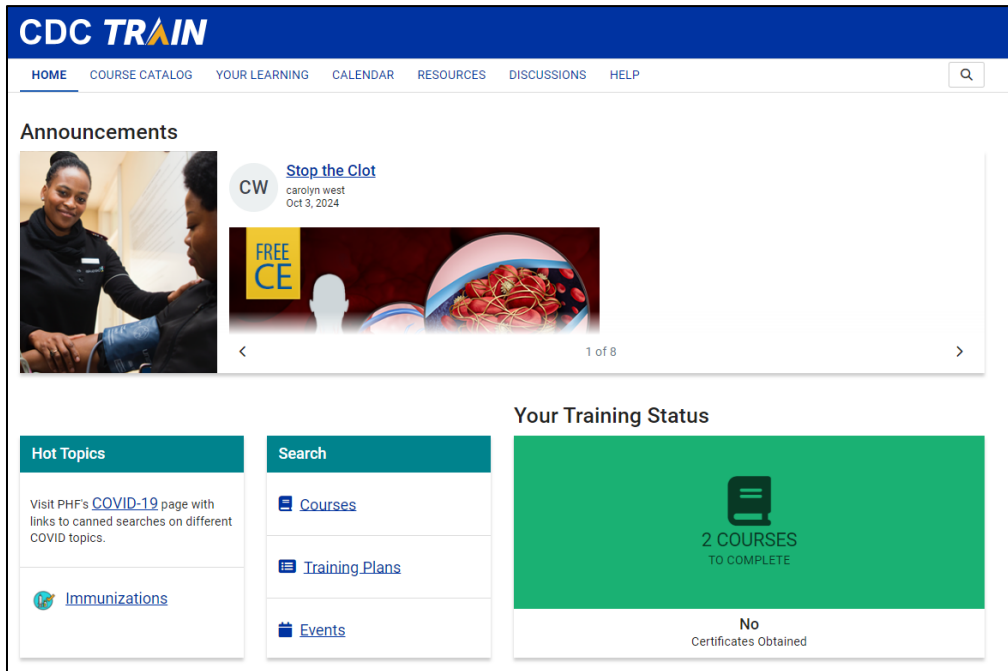 CDC TRAIN
HOME COURSE CATALOG YOUR LEARNING CALENDAR RESOURCES DISCUSSIONS HELP
Announcements
CW
Stop the Clot
carolyn west
Oct 3, 2024
FREE
CE
1 of 8
Your Training Status
Hot Topics
Visit PHF's COVID-19 page with
links to canned searches on different
COVID topics.
Immunizations
Search
Courses
Training Plans
Events
2 COURSES
TO COMPLETE
No
Certificates Obtained